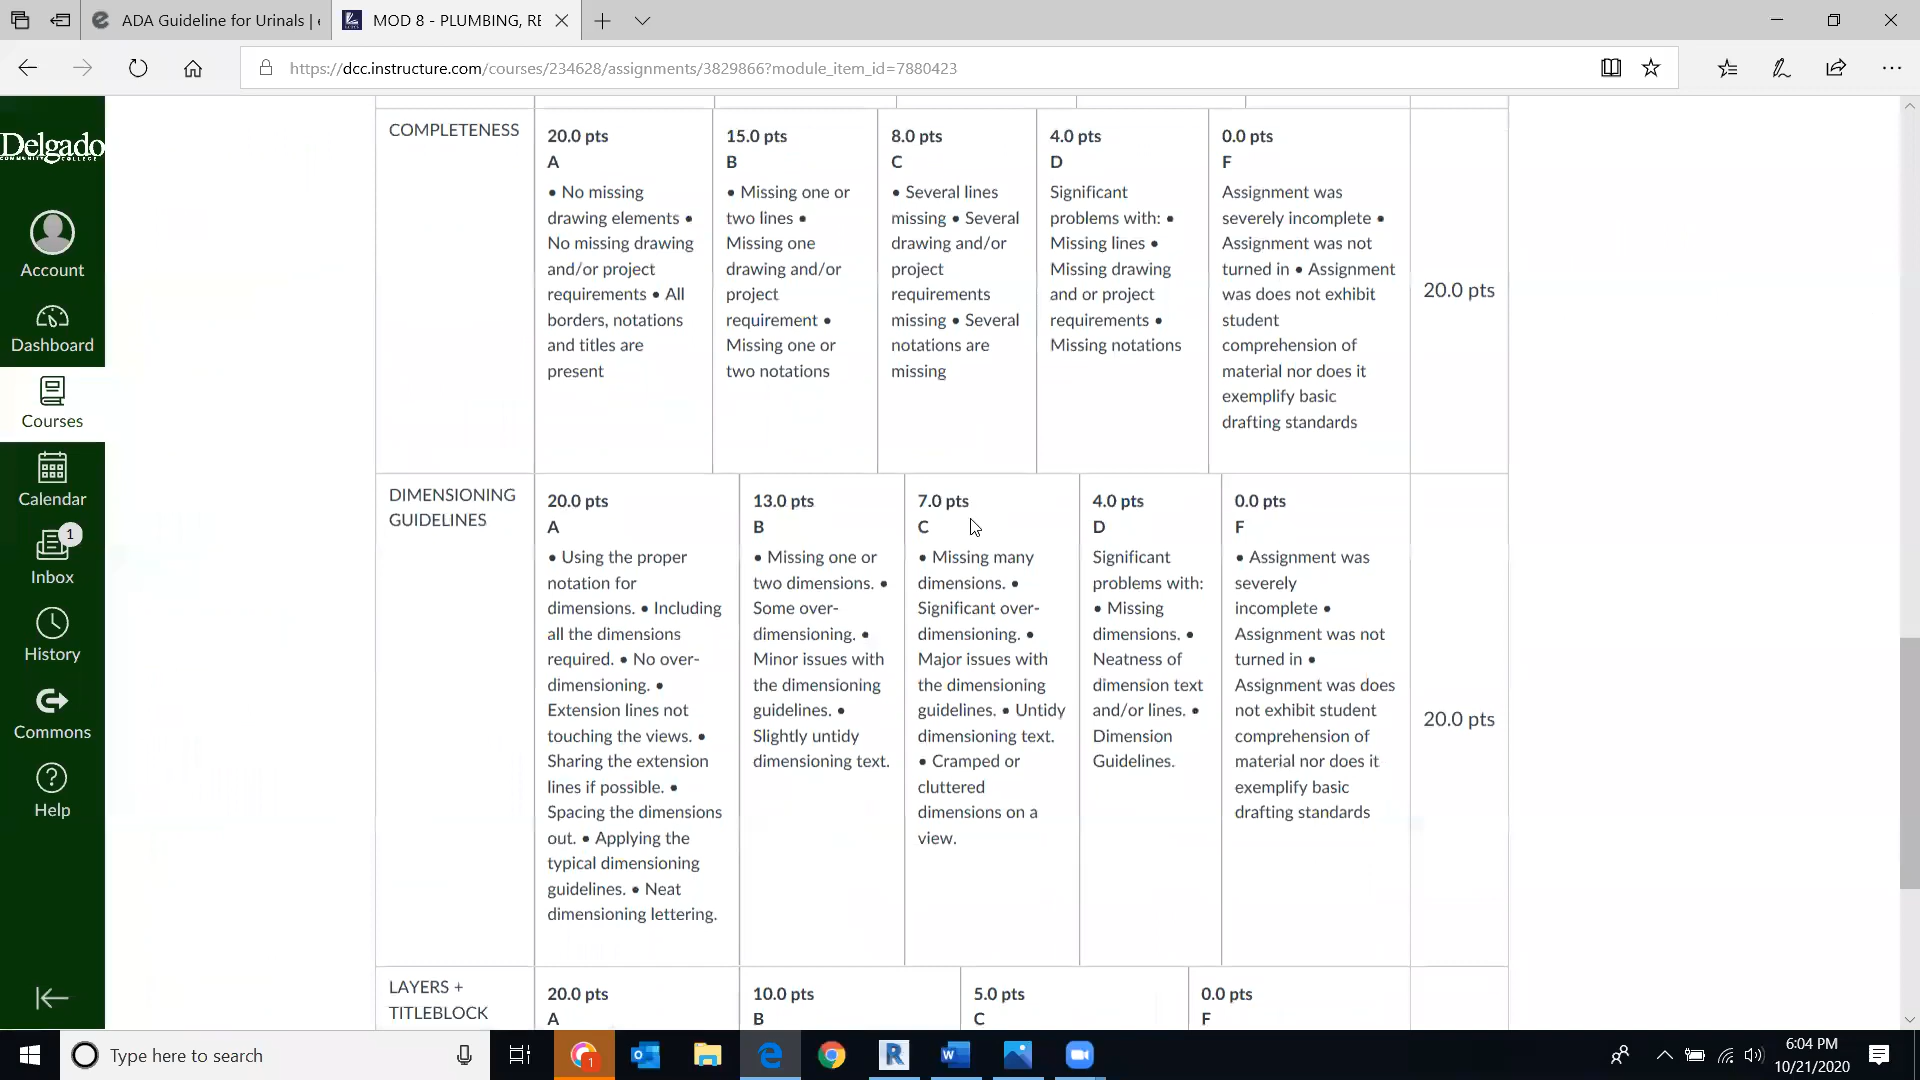 ADA Guideline for Urinals |
MOD 8 - PLUMBING, RE
https://dcc.instructure.com/courses/234628/assignments/3829866?module_item_id=7880423
Delgado
COMMUNITY COLLEGE
Account
Dashboard
Courses
Calendar
1
Inbox
History
Commons
Help
COMPLETENESS
20.0 pts
A
• No missing
drawing elements •
No missing drawing
and/or project
requirements • All
borders, notations
and titles are
present
15.0 pts
B
• Missing one or
two lines •
Missing one
drawing and/or
project
requirement •
Missing one or
two notations
8.0 pts
C
• Several lines
missing • Several
drawing and/or
project
requirements
missing • Several
notations are
missing
4.0 pts
D
Significant
problems with: •
Missing lines •
Missing drawing
and or project
requirements •
Missing notations
0.0 pts
F
Assignment was
severely incomplete •
Assignment was not
turned in • Assignment
was does not exhibit
student
comprehension of
material nor does it
exemplify basic
drafting standards
20.0 pts
DIMENSIONING
GUIDELINES
20.0 pts
A
• Using the proper
notation for
dimensions. • Including
all the dimensions
required. • No over-
dimensioning. •
Extension lines not
touching the views. •
Sharing the extension
lines if possible. •
Spacing the dimensions
out. • Applying the
typical dimensioning
guidelines. • Neat
dimensioning lettering.
13.0 pts
B
• Missing one or
two dimensions. •
Some over-
dimensioning. •
Minor issues with
the dimensioning
guidelines. •
Slightly untidy
dimensioning text.
7.0 pts
C
• Missing many
dimensions. •
Significant over-
dimensioning. •
Major issues with
the dimensioning
guidelines. • Untidy
dimensioning text.
• Cramped or
cluttered
dimensions on a
view.
4.0 pts
D
Significant
problems with:
• Missing
dimensions. •
Neatness of
dimension text
and/or lines. •
Dimension
Guidelines.
0.0 pts
F
• Assignment was
severely
incomplete •
Assignment was not
turned in •
Assignment was does
not exhibit student
comprehension of
material nor does it
exemplify basic
drafting standards
20.0 pts
LAYERS +
TITLEBLOCK
20.0 pts
A
10.0 pts
B
5.0 pts
C
0.0 pts
F
Type here to search
1
R
6:04 PM
10/21/2020